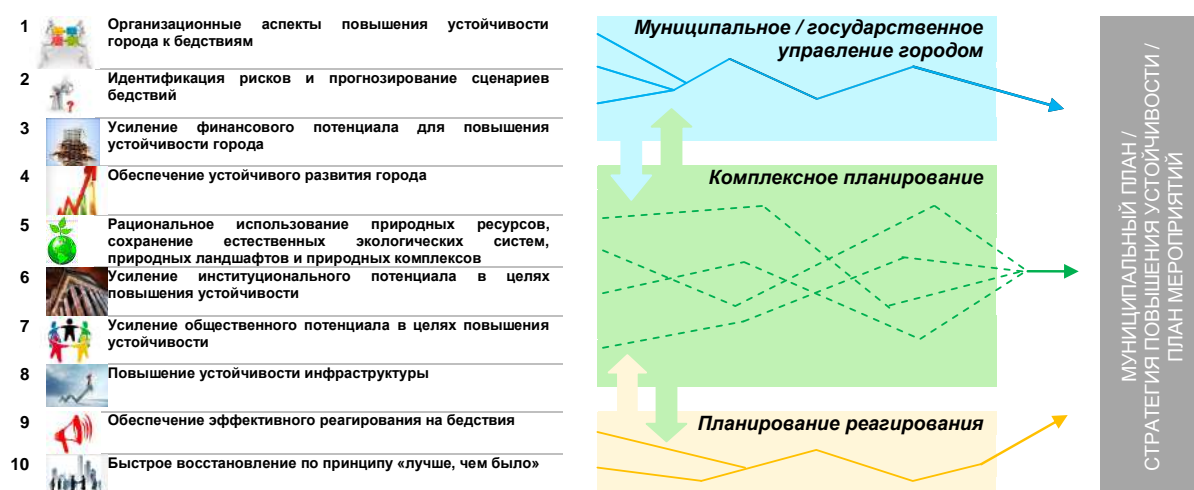 1 Организационные аспекты повышения устойчивости
города к бедствиям
2 Идентификация рисков и прогнозирование сценариев
бедствий
3 Усиление финансового потенциала для повышения
устойчивости города
4 Обеспечение устойчивого развития города
5 Рациональное использование природных ресурсов,
сохранение естественных экологических систем,
природных ландшафтов и природных комплексов
6 Усиление институционального потенциала в целях
повышения устойчивости
7 Усиление общественного потенциала в целях повышения
устойчивости
8 Повышение устойчивости инфраструктуры
9 Обеспечение эффективного реагирования на бедствия
10 Быстрое восстановление по принципу «лучше, чем было»
Муниципальное / государственное
управление городом
Комплексное планирование
Планирование реагирования
МУНИЦИПАЛЬНЫЙ ПЛАН /
СТРАТЕГИЯ ПОВЫШЕНИЯ УСТОЙЧИВОСТИ /
ПЛАН МЕРОПРИЯТИЙ